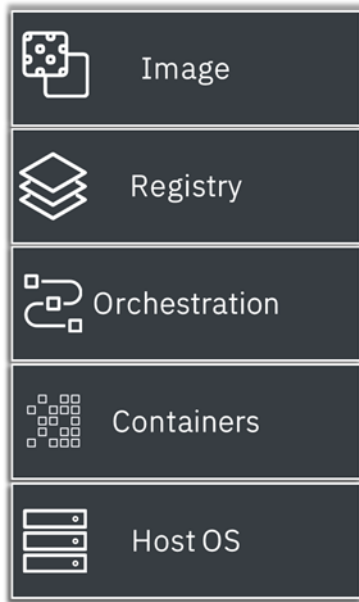 Image
Registry
Orchestration
Containers
Host OS